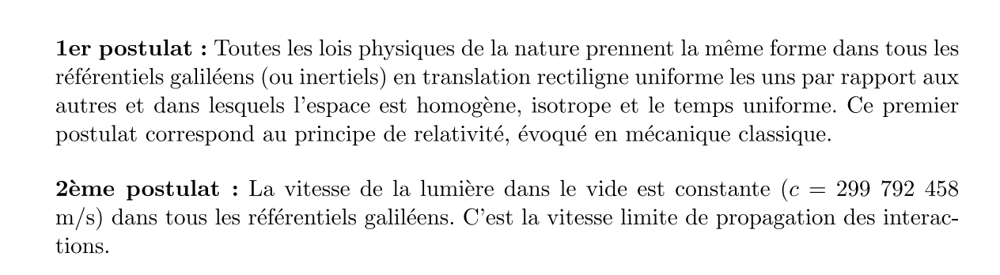 1er postulat : Toutes les lois physiques de la nature prennent la même forme dans tous les
référentiels galiléens (ou inertiels) en translation rectiligne uniforme les uns par rapport aux
autres et dans lesquels l'espace est homogène, isotrope et le temps uniforme. Ce premier
postulat correspond au principe de relativité, évoqué en mécanique classique.
2ème postulat : La vitesse de la lumière dans le vide est constante (c = 299 792 458
m/s) dans tous les référentiels galiléens. C'est la vitesse limite de propagation des interac-
tions.